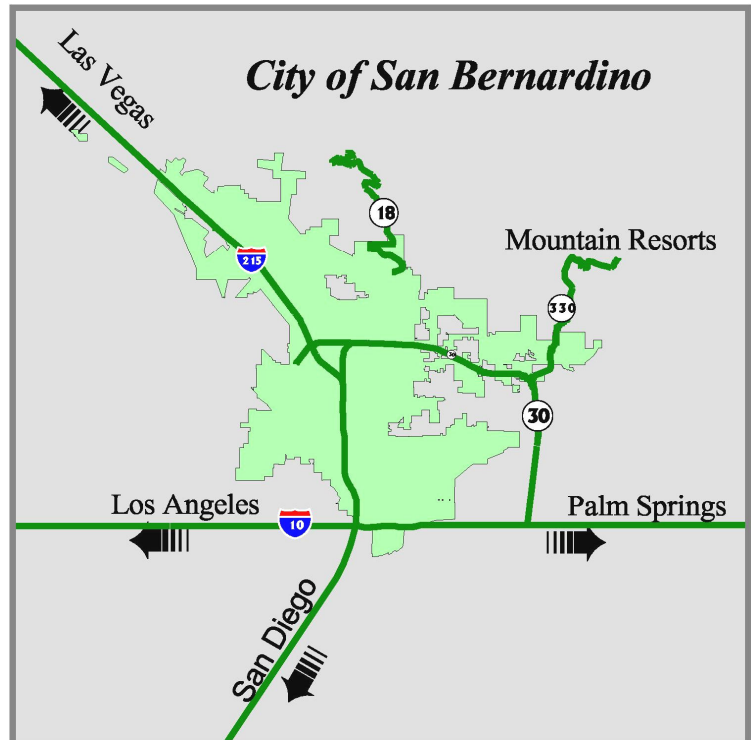 City of San Bernardino
Las Vegas
18
Mountain Resorts
215
330
30
30
Los Angeles
10
Palm Springs
San Diego